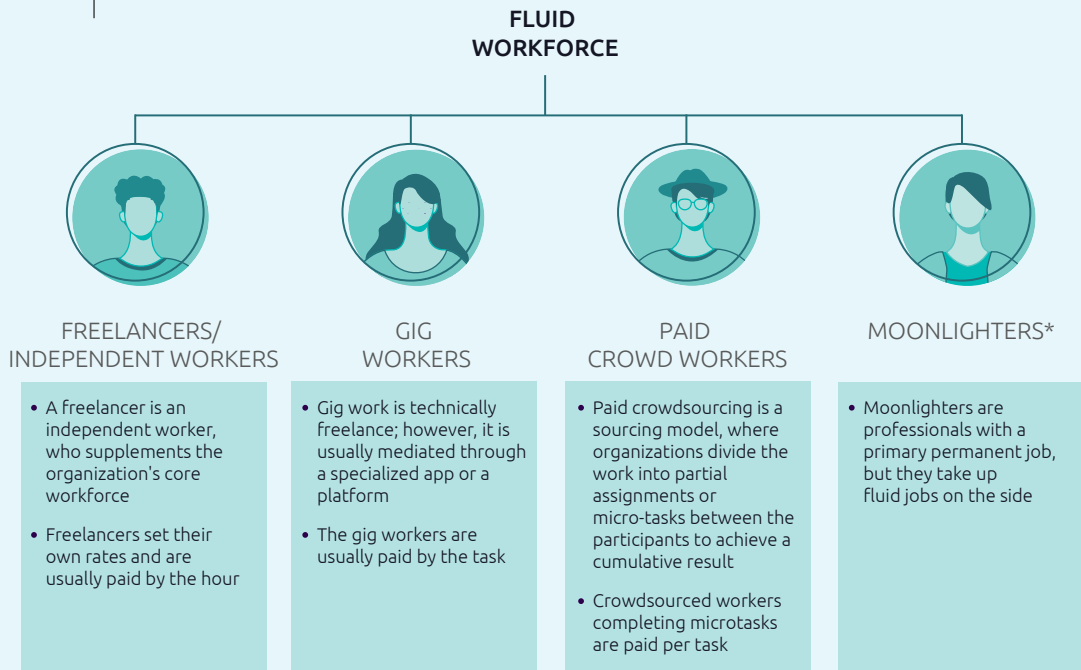 FLUID
WORKFORCE
FREELANCERS/
INDEPENDENT WORKERS
• A freelancer is an
independent worker,
who supplements the
organization's core
workforce
• Freelancers set their
own rates and are
usually paid by the hour
GIG
WORKERS
• Gig work is technically
freelance; however, it is
usually mediated through
a specialized app or a
platform
• The gig workers are
usually paid by the task
PAID
CROWD WORKERS
• Paid crowdsourcing is a
sourcing model, where
organizations divide the
work into partial
assignments or
micro-tasks between the
participants to achieve a
cumulative result
• Crowdsourced workers
completing microtasks
are paid per task
MOONLIGHTERS*
• Moonlighters are
professionals with a
primary permanent job,
but they take up
fluid jobs on the side